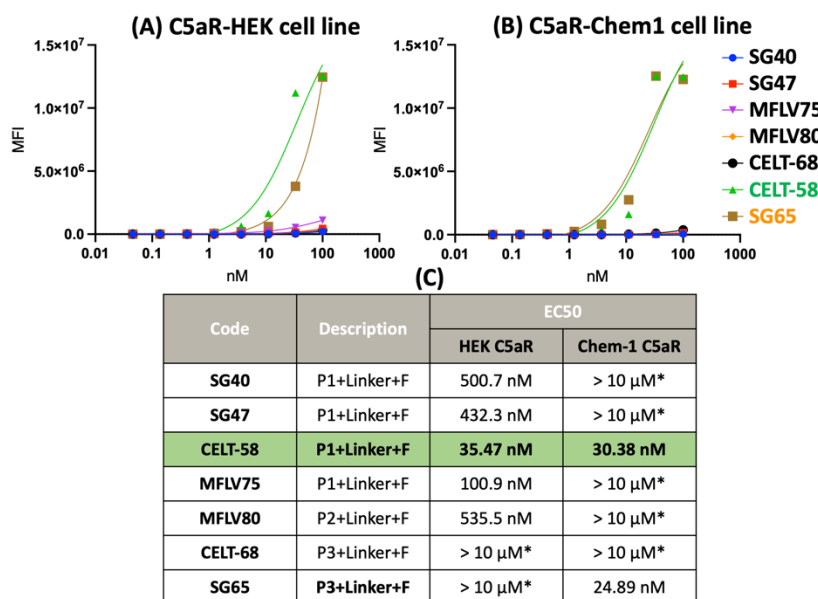 (A) C5aR-HEK cell line
(B) C5aR-Chem1 cell line
1.5×10⁷
1.0×10⁷
5.0×10⁶
0.0
MFI
0.01 0.1 1 10 100 1000
nM
1.5×10⁷
1.0×10⁷
5.0×10⁶
0.0
MFI
0.01 0.1 1 10 100 1000
nM
SG40
SG47
MFLV75
MFLV80
CELT-68
CELT-58
SG65
(C)
Code Description EC50
HEK C5aR Chem-1 C5aR
SG40 P1+Linker+F 500.7 nM > 10 µM*
SG47 P1+Linker+F 432.3 nM > 10 µM*
CELT-58 P1+Linker+F 35.47 nM 30.38 nM
MFLV75 P1+Linker+F 100.9 nM > 10 µM*
MFLV80 P2+Linker+F 535.5 nM > 10 µM*
CELT-68 P3+Linker+F > 10 µM* > 10 µM*
SG65 P3+Linker+F > 10 µM* 24.89 nM